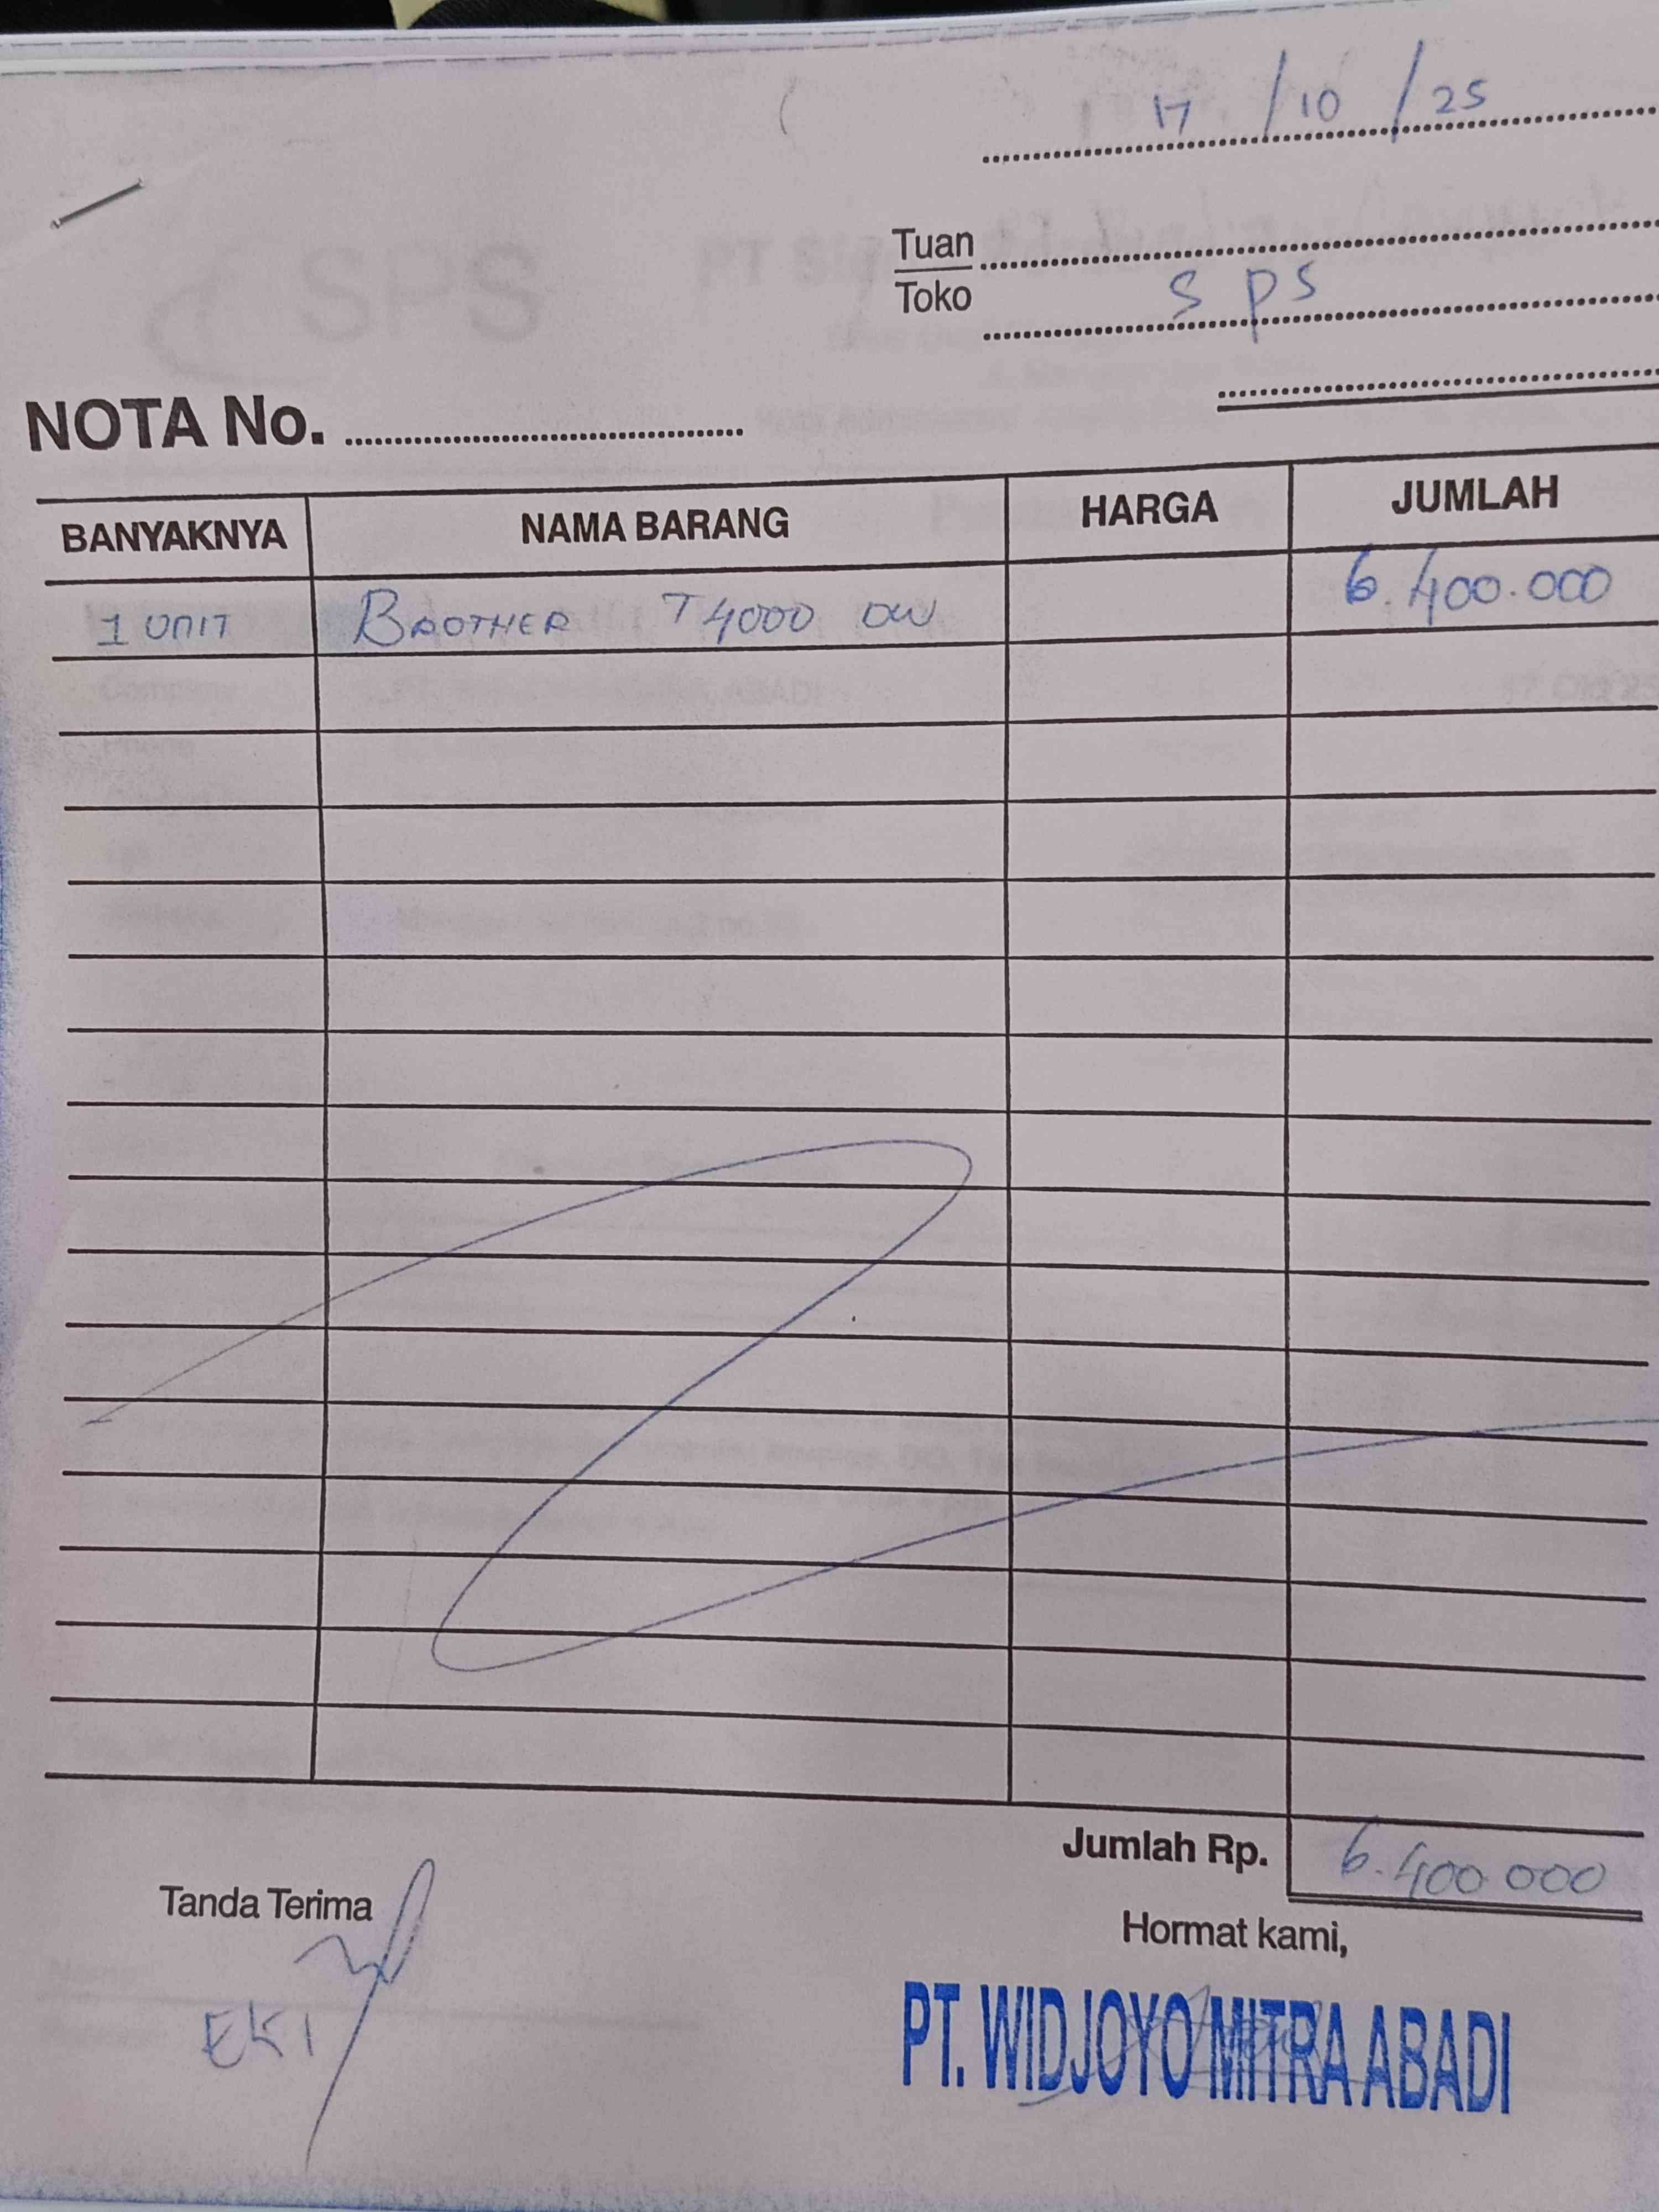 17 / 10 / 25
Tuan
Toko
S P S
NOTA No.
BANYAKNYA NAMA BARANG HARGA JUMLAH
1 UNIT BROTHER T4000 DW 6.400.000
Jumlah Rp. 6.400.000
Tanda Terima
Hormat kami,
EKI
PT. WIDJOYO MITRA ABADI